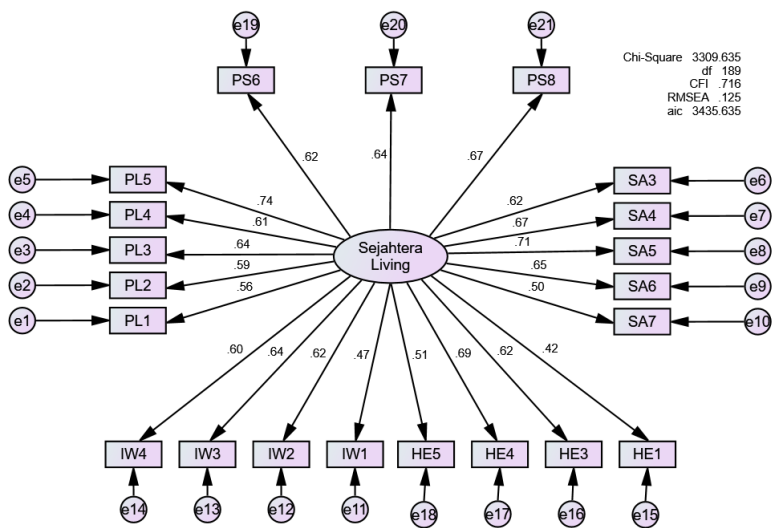 e19
e20
e21
PS6
PS7
PS8
Chi-Square 3309.635
df 189
CFI .716
RMSEA .125
aic 3435.635
.62
.64
.67
e5
PL5
e4
PL4
e3
PL3
e2
PL2
e1
PL1
.74
.61
.64
.59
.56
Sejahtera
Living
.62
.67
.71
.65
.50
SA3
e6
SA4
e7
SA5
e8
SA6
e9
SA7
e10
.60
.64
.62
.47
.51
.69
.62
.42
IW4
IW3
IW2
IW1
HE5
HE4
HE3
HE1
e14
e13
e12
e11
e18
e17
e16
e15